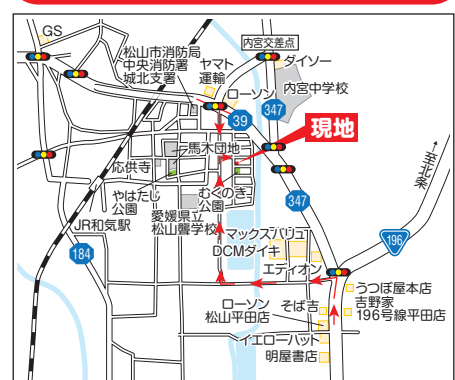 GS
松山市消防局
中央消防署
城北支署
ヤマト
運輸
内宮交差点
ダイソー
内宮中学校
ローソン
39
347
現地
馬木団地
応供寺
やはたじ
公園
むくのき
公園
愛媛県立
松山聾学校
JR和気駅
184
347
至北条
196
マックスバリュ
DCMダイキ
エディオン
うつぼ屋本店
吉野家
196号線平田店
ローソン
松山平田店
そば吉
イエローハット
明屋書店